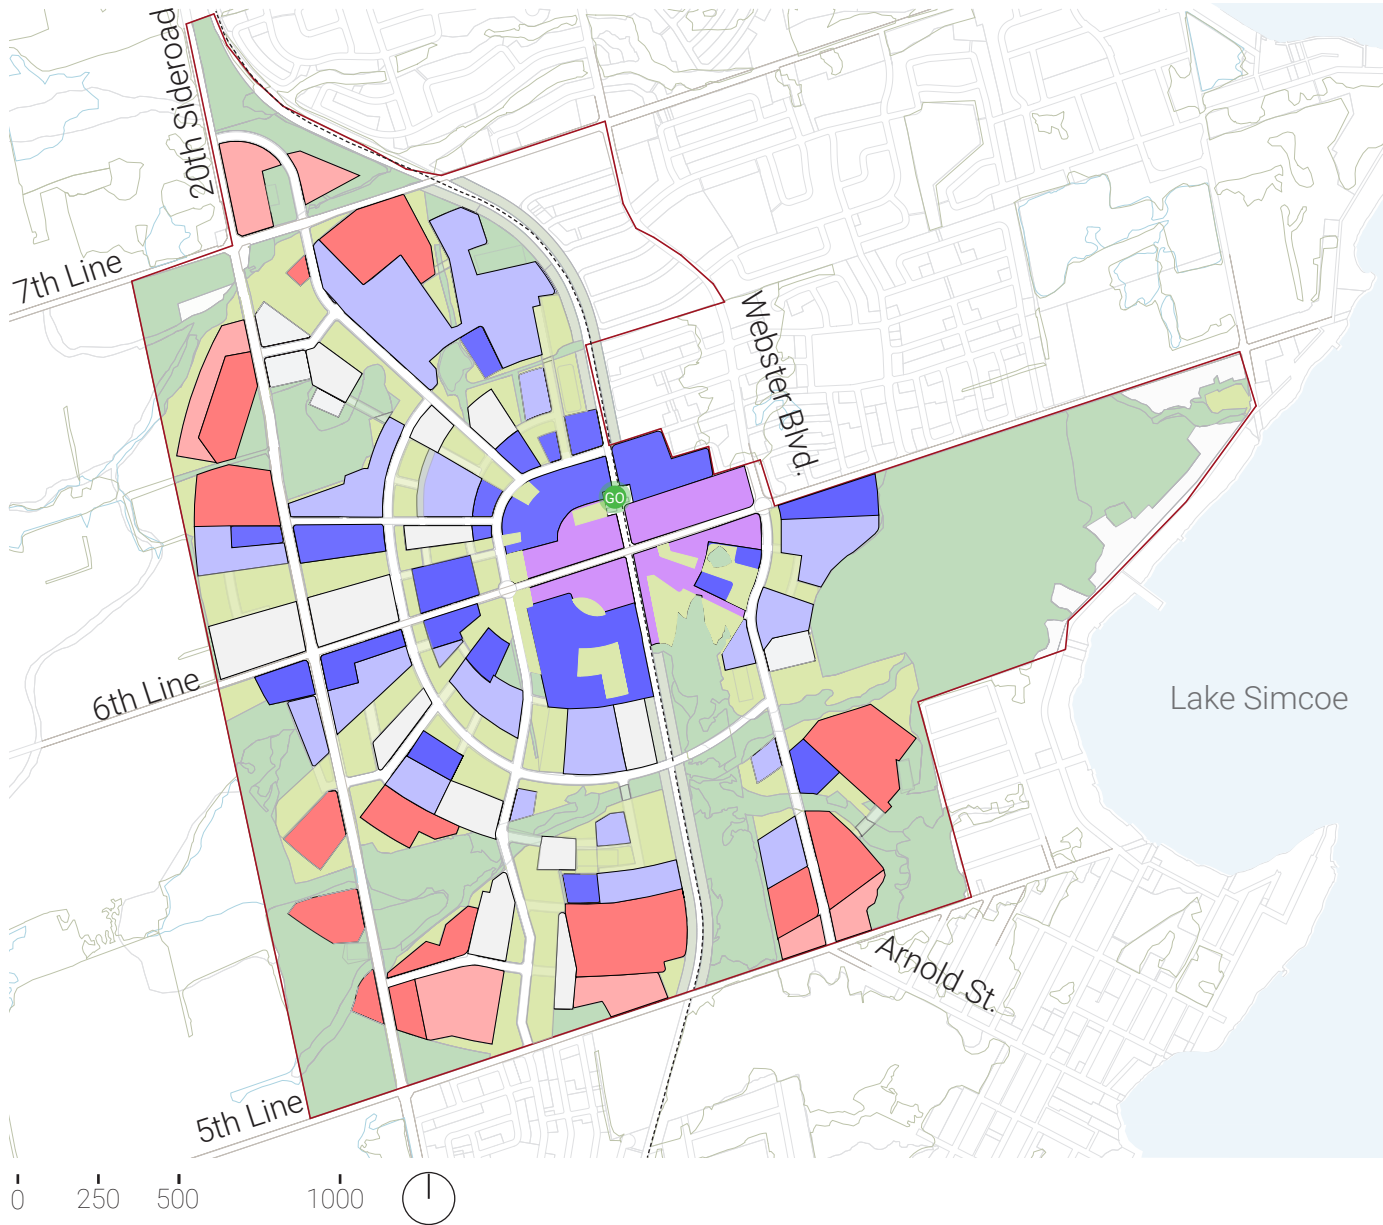 20th Sideroad
7th Line
Webster Blvd.
GO
6th Line
Lake Simcoe
Arnold St.
5th Line
0 250 500 1000